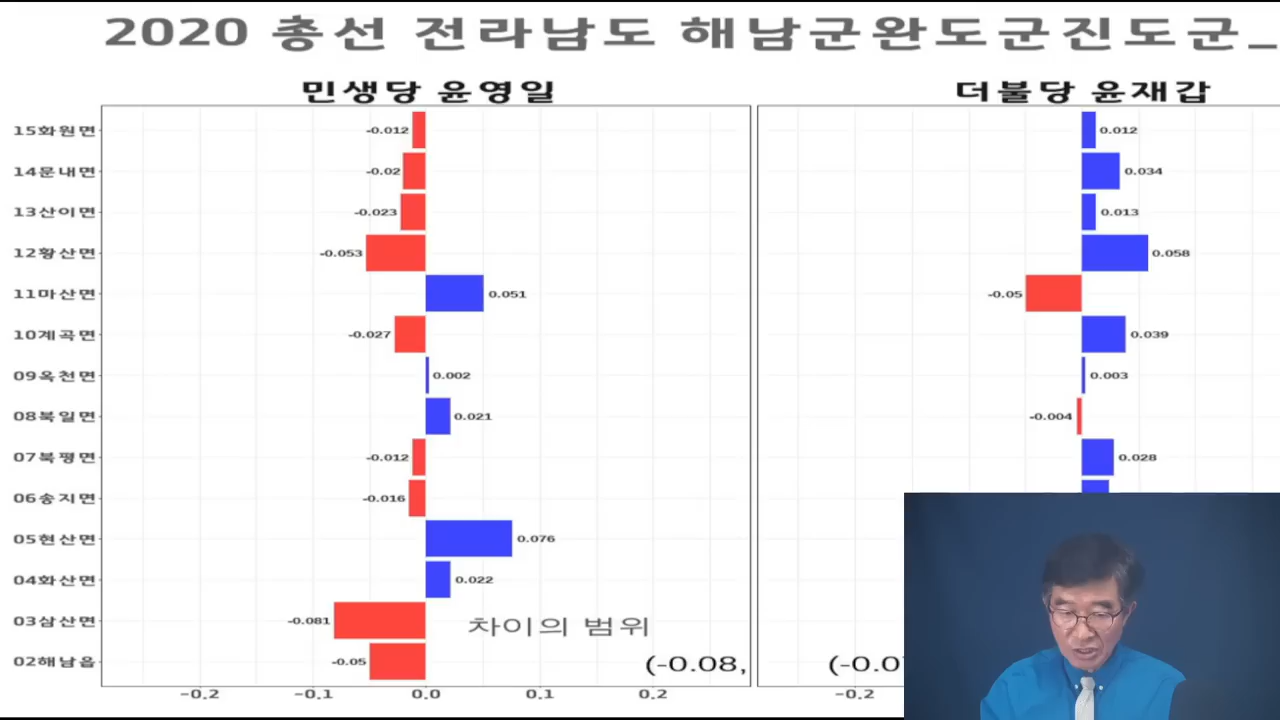 2020 총선 전라남도 해남군완도군진도군_
민생당 윤영일
더불당 윤재갑
15화원면 -0.012 0.012
14문내면 -0.02 0.034
13산이면 -0.023 0.013
12황산면 -0.053 0.058
11마산면 0.051 -0.05
10계곡면 -0.027 0.039
09옥천면 0.002 0.003
08북일면 0.021 -0.004
07북평면 -0.012 0.028
06송지면 -0.016
05현산면 0.076
04화산면 0.022
03삼산면 -0.081 차이의 범위
02해남읍 -0.05 (-0.08, (-0.0
-0.2 -0.1 0.0 0.1 0.2 -0.2